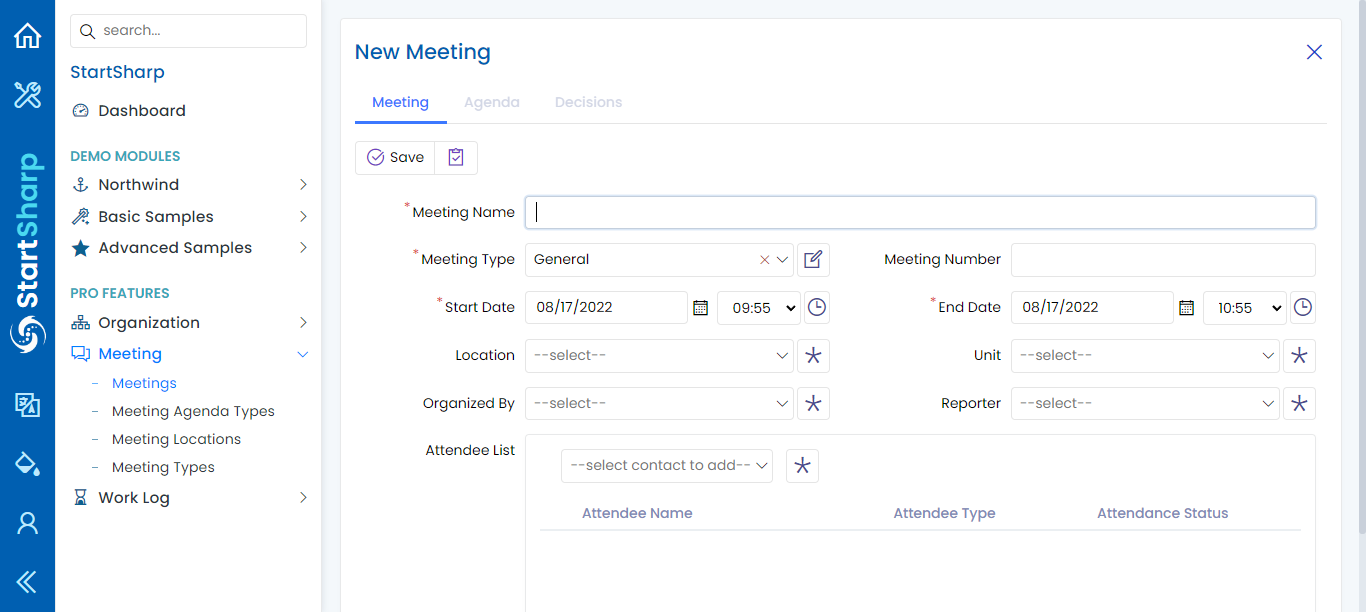 search...
StartSharp
Dashboard
DEMO MODULES
Northwind
Basic Samples
Advanced Samples
PRO FEATURES
Organization
Meeting
- Meetings
- Meeting Agenda Types
- Meeting Locations
- Meeting Types
Work Log
StartSharp
New Meeting
Meeting Agenda Decisions
Save
*Meeting Name
*Meeting Type General Meeting Number
*Start Date 08/17/2022 09:55 *End Date 08/17/2022 10:55
Location --select-- Unit --select--
Organized By --select-- Reporter --select--
Attendee List --select contact to add--
Attendee Name Attendee Type Attendance Status